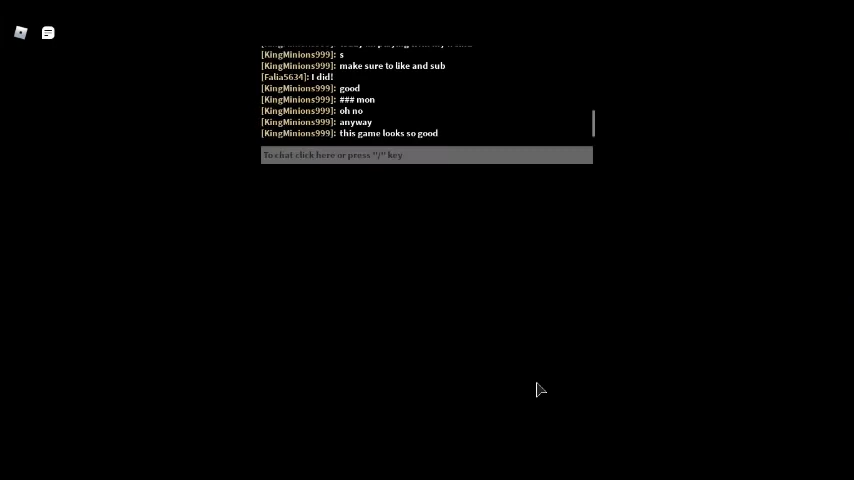 [KingMinions999]: s
[KingMinions999]: make sure to like and sub
[Falia5634]: I did!
[KingMinions999]: good
[KingMinions999]: ### mon
[KingMinions999]: oh no
[KingMinions999]: anyway
[KingMinions999]: this game looks so good
To chat click here or press "/" key